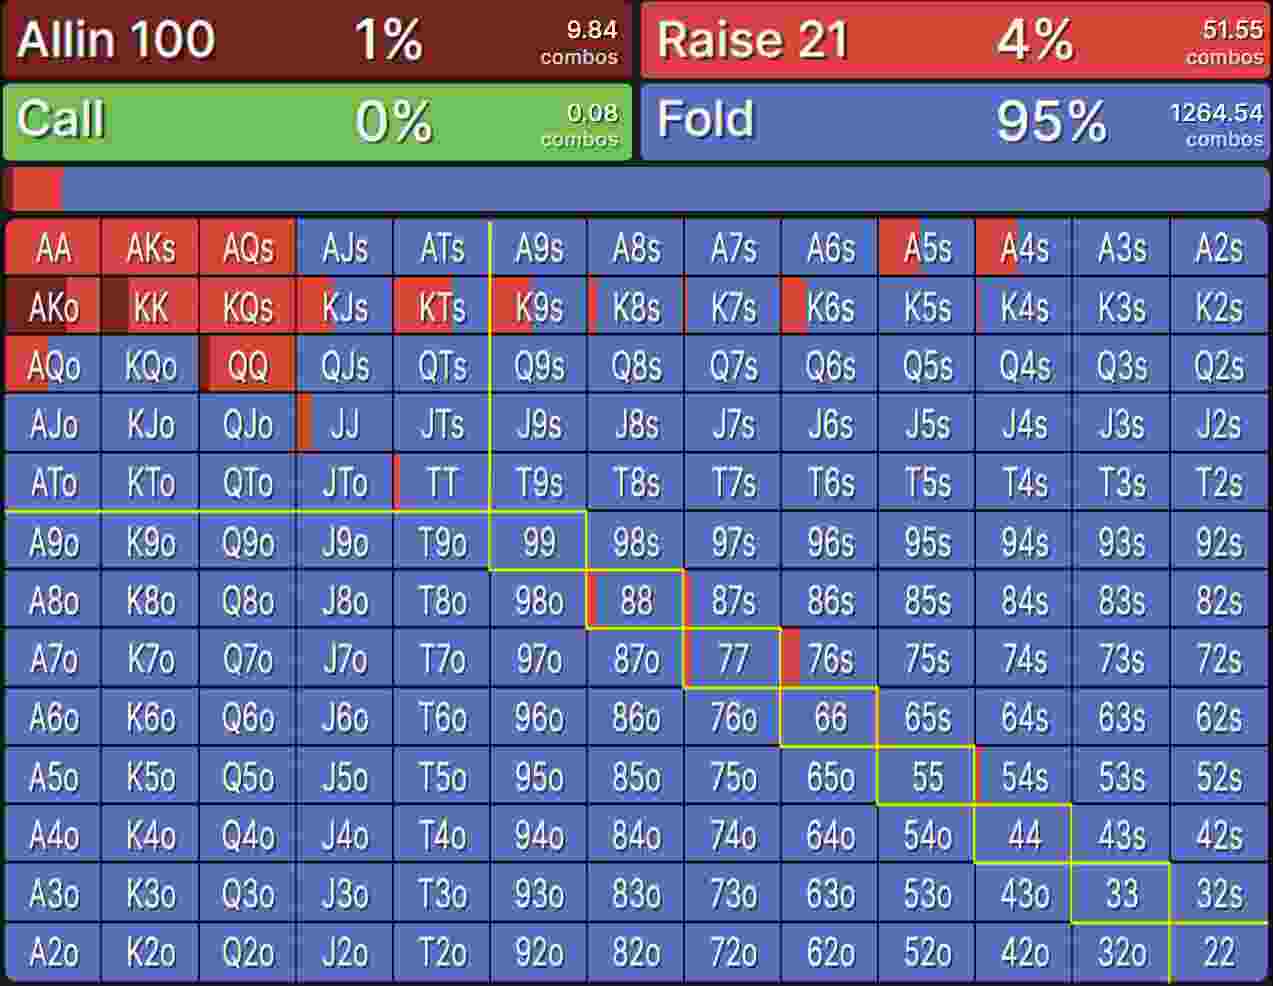 Allin 100 1% 9.84 combos
Raise 21 4% 51.55 combos
Call 0% 0.08 combos
Fold 95% 1264.54 combos
AA AKs AQs AJs ATs A9s A8s A7s A6s A5s A4s A3s A2s
AKo KK KQs KJs KTs K9s K8s K7s K6s K5s K4s K3s K2s
AQo KQo QQ QJs QTs Q9s Q8s Q7s Q6s Q5s Q4s Q3s Q2s
AJo KJo QJo JJ JTs J9s J8s J7s J6s J5s J4s J3s J2s
ATo KTo QTo JTo TT T9s T8s T7s T6s T5s T4s T3s T2s
A9o K9o Q9o J9o T9o 99 98s 97s 96s 95s 94s 93s 92s
A8o K8o Q8o J8o T8o 98o 88 87s 86s 85s 84s 83s 82s
A7o K7o Q7o J7o T7o 97o 87o 77 76s 75s 74s 73s 72s
A6o K6o Q6o J6o T6o 96o 86o 76o 66 65s 64s 63s 62s
A5o K5o Q5o J5o T5o 95o 85o 75o 65o 55 54s 53s 52s
A4o K4o Q4o J4o T4o 94o 84o 74o 64o 54o 44 43s 42s
A3o K3o Q3o J3o T3o 93o 83o 73o 63o 53o 43o 33 32s
A2o K2o Q2o J2o T2o 92o 82o 72o 62o 52o 42o 32o 22